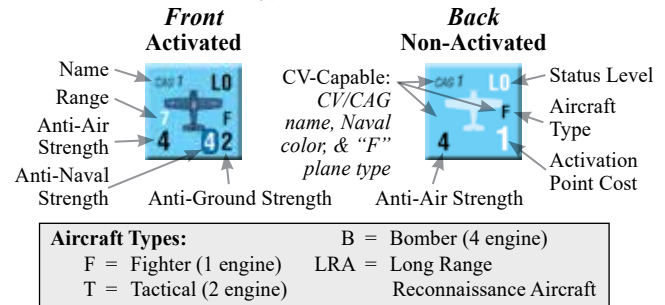 Front
Activated
Back
Non-Activated
Name
Range
Anti-Air
Strength
Anti-Naval
Strength
Anti-Ground Strength
CAG 1 L0
7
F
4 4 2
CV-Capable:
CV/CAG
name, Naval
color, & “F”
plane type
Anti-Air Strength
CAG 1 L0
F
4 1
Status Level
Aircraft
Type
Activation
Point Cost
Aircraft Types:
F = Fighter (1 engine)
T = Tactical (2 engine)
B = Bomber (4 engine)
LRA = Long Range
Reconnaissance Aircraft